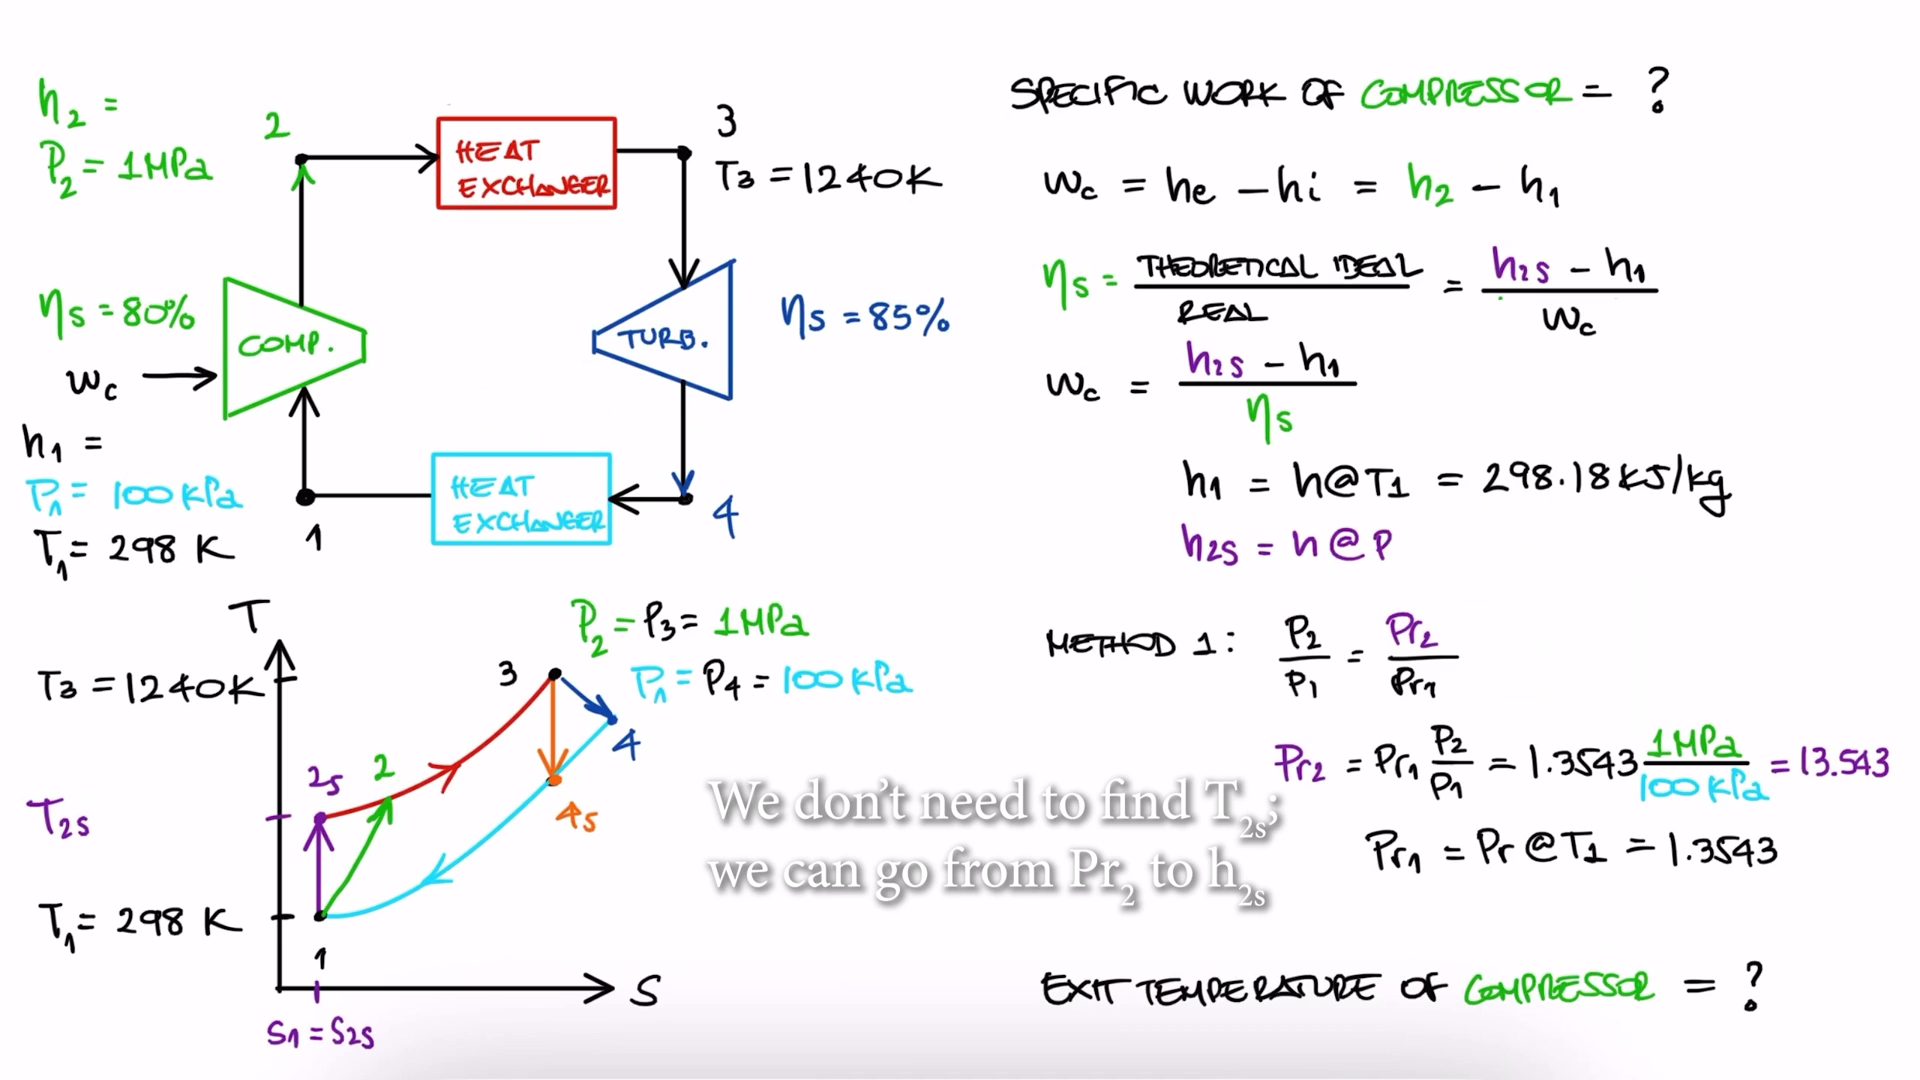 h₂ =
P₂ = 1MPa
2
HEAT
EXCHANGER
3
T₃ = 1240K
ηs = 80%
COMP.
Wc
TURB.
ηs = 85%
h₁ =
P₁ = 100 kPa
T₁ = 298 K
1
HEAT
EXCHANGER
4
T
P₂ = P₃ = 1MPa
P₁ = P₄ = 100 kPa
T₃ = 1240K
3
4
2s
2
T₂s
4s
T₁ = 298 K
1
S
S₁ = S₂s
SPECIFIC WORK OF COMPRESSOR = ?
Wc = he - hi = h₂ - h₁
ηs = THEORETICAL IDEAL / REAL = h₂s - h₁ / Wc
Wc = h₂s - h₁ / ηs
h₁ = h@T₁ = 298.18 kJ/kg
h₂s = h@P
METHOD 1: P₂/P₁ = Pr₂/Pr₁
Pr₂ = Pr₁ P₂/P₁ = 1.3543 1MPa/100 kPa = 13.543
Pr₁ = Pr@T₁ = 1.3543
We don't need to find T₂s;
we can go from Pr₂ to h₂s
EXIT TEMPERATURE OF COMPRESSOR = ?